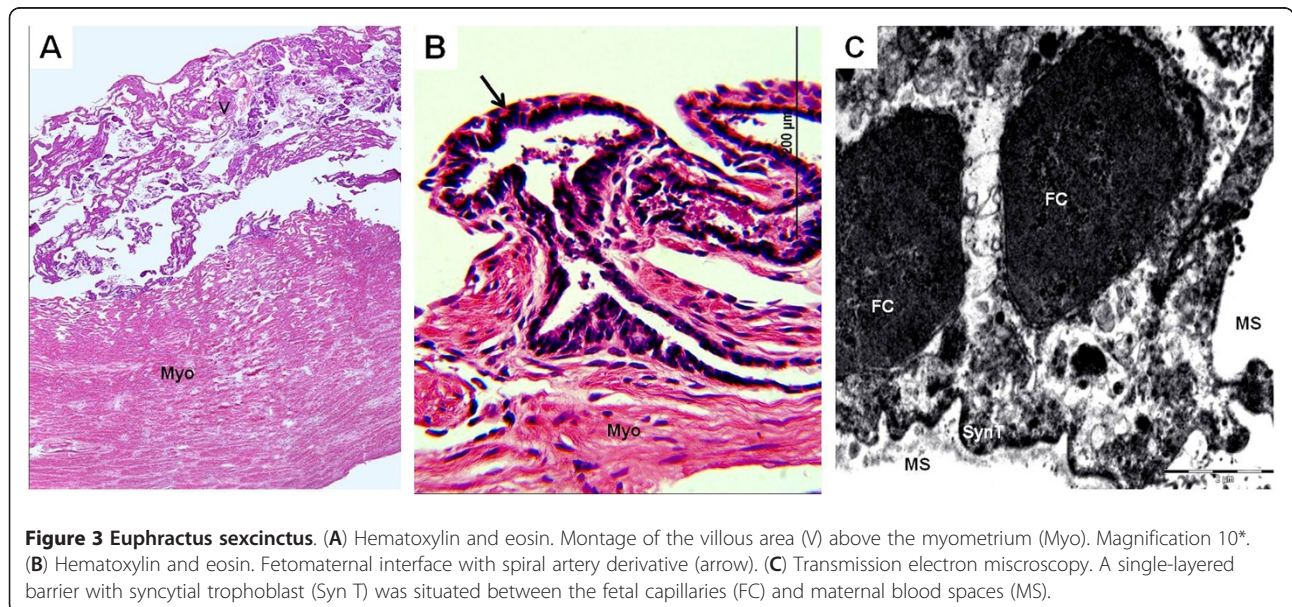 A
B
C
V
Myo
200 µm
Myo
FC
FC
MS
SynT
MS
Figure 3 Euphractus sexcinctus. (A) Hematoxylin and eosin. Montage of the villous area (V) above the myometrium (Myo). Magnification 10*.
(B) Hematoxylin and eosin. Fetomaternal interface with spiral artery derivative (arrow). (C) Transmission electron miscroscopy. A single-layered
barrier with syncytial trophoblast (Syn T) was situated between the fetal capillaries (FC) and maternal blood spaces (MS).